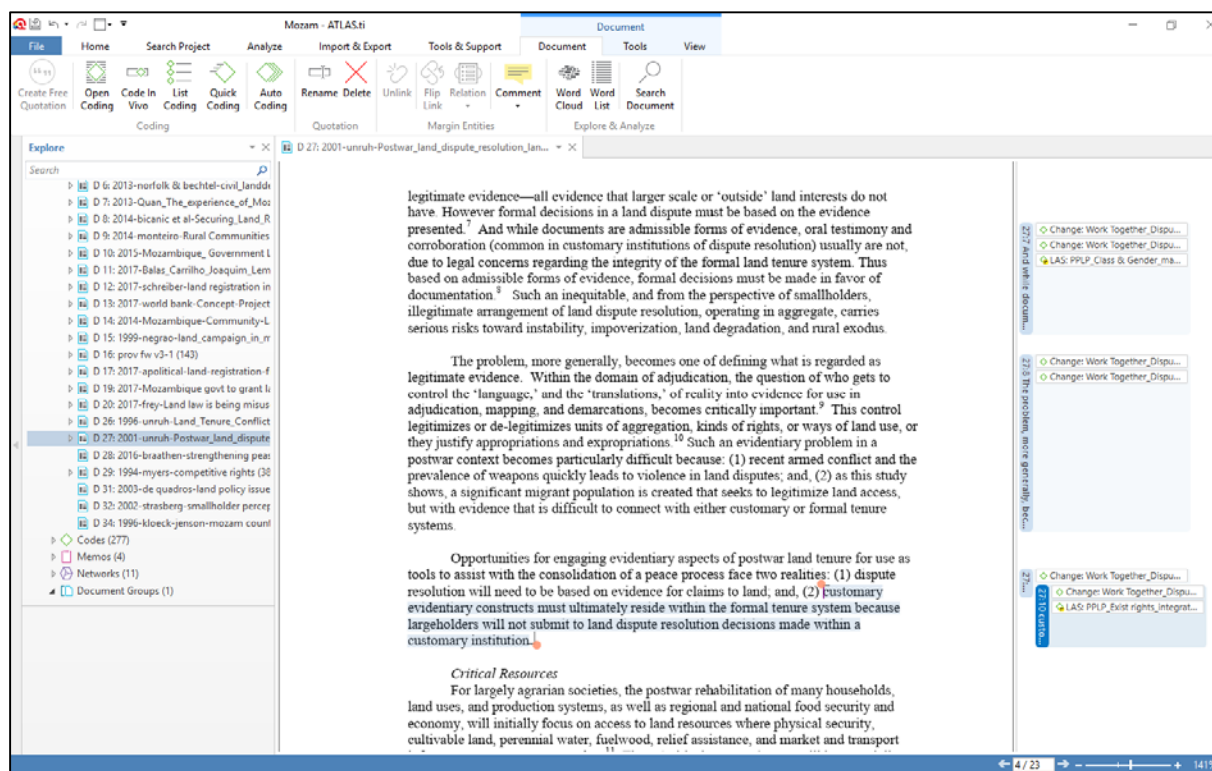 Mozam - ATLAS.ti
Document
File Home Search Project Analyze Import & Export Tools & Support Document Tools View
Create Free Quotation
Open Coding
Code In Vivo
List Coding
Quick Coding
Auto Coding
Rename Delete Unlink
Flip Link
Relation Comment
Word Cloud
Word List
Search Document
Coding Quotation Margin Entities Explore & Analyze
Explore
D 27: 2001-unruh-Postwar_land_dispute_resolution_lan...
Search
D 6: 2013-norfolk & bechtel-civil_landd
D 7: 2013-Quan_The_experience_of_Moz
D 8: 2014-bicanic et al-Securing_Land_R
D 9: 2014-monteiro-Rural Communities
D 10: 2015-Mozambique_ Government L
D 11: 2017-Balas_Carrilho_Joaquim_Lem
D 12: 2017-schreiber-land registration in
D 13: 2017-world bank-Concept-Project
D 14: 2014-Mozambique-Community-L
D 15: 1999-negrao-land_campaign_in_m
D 16: prov fw v3-1 (143)
D 17: 2017-apolitical-land-registration-f
D 19: 2017-Mozambique govt to grant la
D 20: 2017-frey-Land law is being misus
D 26: 1996-unruh-Land_Tenure_Conflict
D 27: 2001-unruh-Postwar_land_dispute
D 28: 2016-braathen-strengthening peas
D 29: 1994-myers-competitive rights (38
D 31: 2003-de quadros-land policy issue
D 32: 2002-strasberg-smallholder percep
D 34: 1996-kloeck-jenson-mozam count
Codes (277)
Memos (4)
Networks (11)
Document Groups (1)
legitimate evidence—all evidence that larger scale or ‘outside’ land interests do not
have. However formal decisions in a land dispute must be based on the evidence
presented.7 And while documents are admissible forms of evidence, oral testimony and
corroboration (common in customary institutions of dispute resolution) usually are not,
due to legal concerns regarding the integrity of the formal land tenure system. Thus
based on admissible forms of evidence, formal decisions must be made in favor of
documentation.8 Such an inequitable, and from the perspective of smallholders,
illegitimate arrangement of land dispute resolution, operating in aggregate, carries
serious risks toward instability, impoverization, land degradation, and rural exodus.
The problem, more generally, becomes one of defining what is regarded as
legitimate evidence. Within the domain of adjudication, the question of who gets to
control the ‘language,’ and the ‘translations,’ of reality into evidence for use in
adjudication, mapping, and demarcations, becomes critically important.9 This control
legitimizes or de-legitimizes units of aggregation, kinds of rights, or ways of land use, or
they justify appropriations and expropriations.10 Such an evidentiary problem in a
postwar context becomes particularly difficult because: (1) recent armed conflict and the
prevalence of weapons quickly leads to violence in land disputes; and, (2) as this study
shows, a significant migrant population is created that seeks to legitimize land access,
but with evidence that is difficult to connect with either customary or formal tenure
systems.
Opportunities for engaging evidentiary aspects of postwar land tenure for use as
tools to assist with the consolidation of a peace process face two realities: (1) dispute
resolution will need to be based on evidence for claims to land; and, (2) customary
evidentiary constructs must ultimately reside within the formal tenure system because
largeholders will not submit to land dispute resolution decisions made within a
customary institution.
Critical Resources
For largely agrarian societies, the postwar rehabilitation of many households,
land uses, and production systems, as well as regional and national food security and
economy, will initially focus on access to land resources where physical security,
cultivable land, perennial water, fuelwood, relief assistance, and market and transport
27:7 And while docum...
Change: Work Together_Dispu...
Change: Work Together_Dispu...
LAS: PPLP_Class & Gender_ma...
27:8 The problem, more generally, bec...
Change: Work Together_Dispu...
Change: Work Together_Dispu...
27:...
Change: Work Together_Dispu...
27:10 custo...
Change: Work Together_Dispu...
LAS: PPLP_Exist rights_integrat...
4 / 23
141%